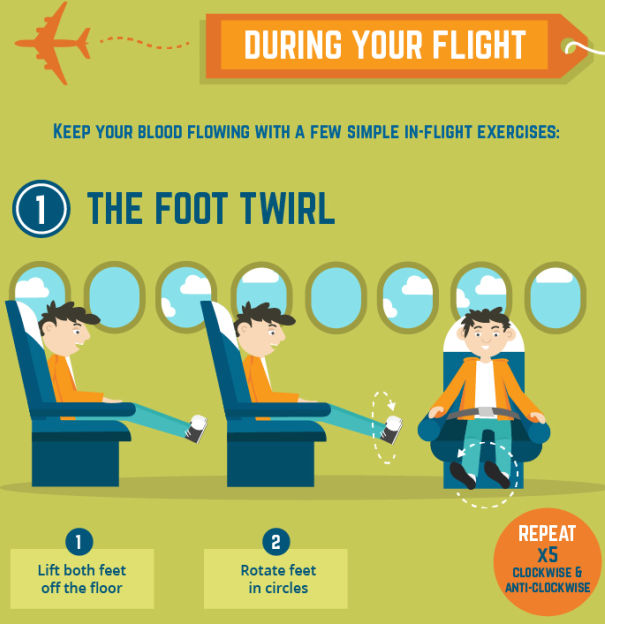 DURING YOUR FLIGHT
KEEP YOUR BLOOD FLOWING WITH A FEW SIMPLE IN-FLIGHT EXERCISES:
1 THE FOOT TWIRL
1
Lift both feet
off the floor
2
Rotate feet
in circles
REPEAT
X5
CLOCKWISE &
ANTI-CLOCKWISE